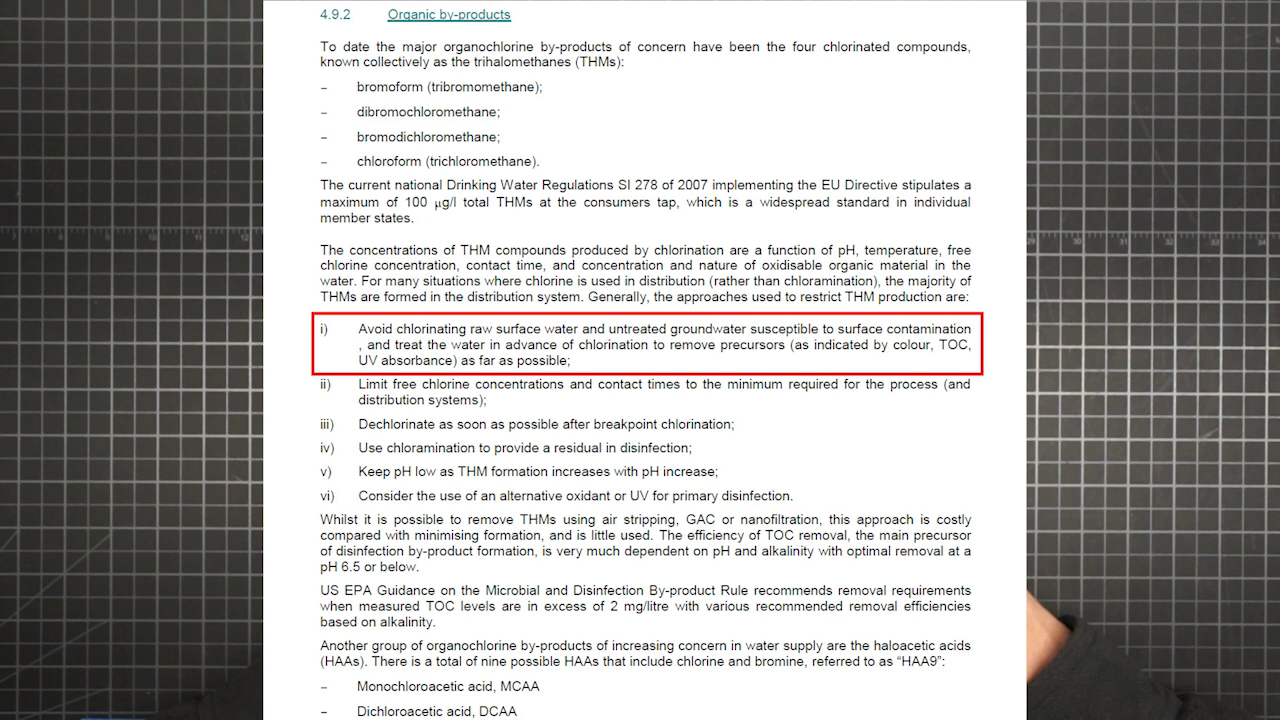 4.9.2 Organic by-products
To date the major organochlorine by-products of concern have been the four chlorinated compounds,
known collectively as the trihalomethanes (THMs):
– bromoform (tribromomethane);
– dibromochloromethane;
– bromodichloromethane;
– chloroform (trichloromethane).
The current national Drinking Water Regulations SI 278 of 2007 implementing the EU Directive stipulates a
maximum of 100 µg/l total THMs at the consumers tap, which is a widespread standard in individual
member states.
The concentrations of THM compounds produced by chlorination are a function of pH, temperature, free
chlorine concentration, contact time, and concentration and nature of oxidisable organic material in the
water. For many situations where chlorine is used in distribution (rather than chloramination), the majority of
THMs are formed in the distribution system. Generally, the approaches used to restrict THM production are:
i) Avoid chlorinating raw surface water and untreated groundwater susceptible to surface contamination
, and treat the water in advance of chlorination to remove precursors (as indicated by colour, TOC,
UV absorbance) as far as possible;
ii) Limit free chlorine concentrations and contact times to the minimum required for the process (and
distribution systems);
iii) Dechlorinate as soon as possible after breakpoint chlorination;
iv) Use chloramination to provide a residual in disinfection;
v) Keep pH low as THM formation increases with pH increase;
vi) Consider the use of an alternative oxidant or UV for primary disinfection.
Whilst it is possible to remove THMs using air stripping, GAC or nanofiltration, this approach is costly
compared with minimising formation, and is little used. The efficiency of TOC removal, the main precursor
of disinfection by-product formation, is very much dependent on pH and alkalinity with optimal removal at a
pH 6.5 or below.
US EPA Guidance on the Microbial and Disinfection By-product Rule recommends removal requirements
when measured TOC levels are in excess of 2 mg/litre with various recommended removal efficiencies
based on alkalinity.
Another group of organochlorine by-products of increasing concern in water supply are the haloacetic acids
(HAAs). There is a total of nine possible HAAs that include chlorine and bromine, referred to as “HAA9”:
– Monochloroacetic acid, MCAA
– Dichloroacetic acid, DCAA